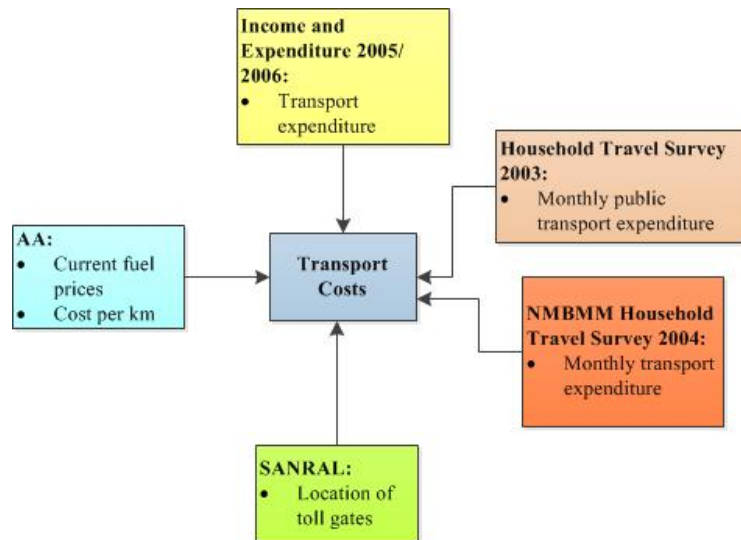 Income and
Expenditure 2005/
2006:
• Transport
expenditure
Household Travel Survey
2003:
• Monthly public
transport expenditure
AA:
• Current fuel
prices
• Cost per km
Transport
Costs
NMBMM Household
Travel Survey 2004:
• Monthly transport
expenditure
SANRAL:
• Location of
toll gates